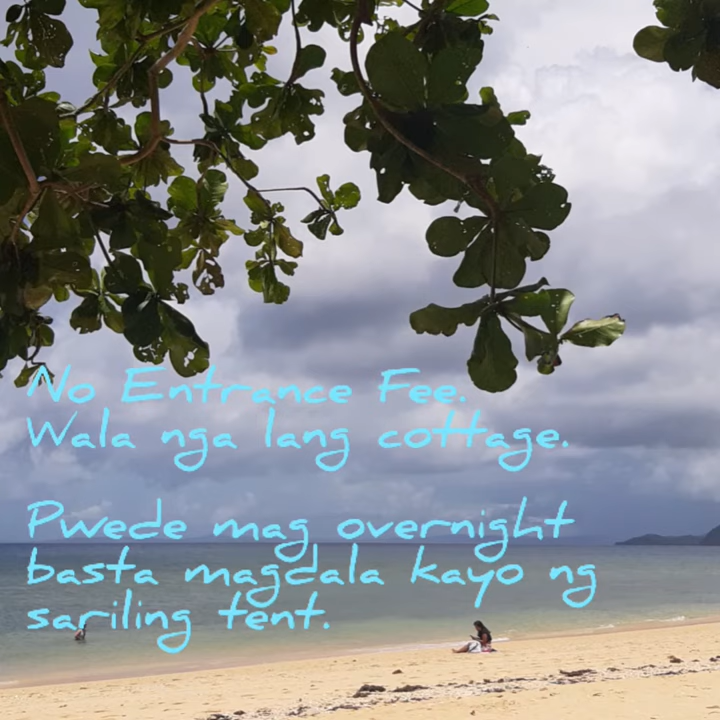 No Entrance Fee.
Wala nga lang cottage.
Pwede mag overnight
basta magdala kayo ng
sariling tent.